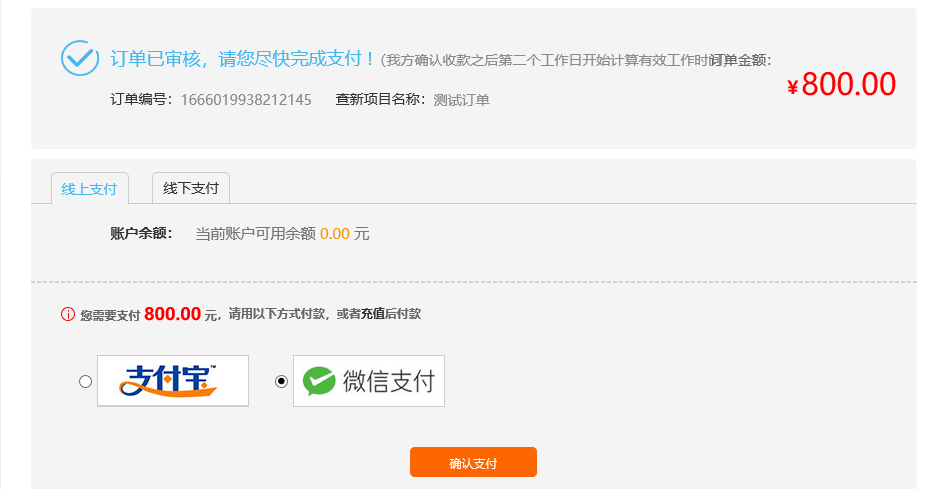 订单已审核，请您尽快完成支付！(我方确认收款之后第二个工作日开始计算有效工作时 订单金额：
¥800.00
订单编号：1666019938212145 查新项目名称：测试订单
线上支付 线下支付
账户余额： 当前账户可用余额 0.00 元
您需要支付 800.00 元，请用以下方式付款，或者充值后付款
支付宝™ 微信支付
确认支付